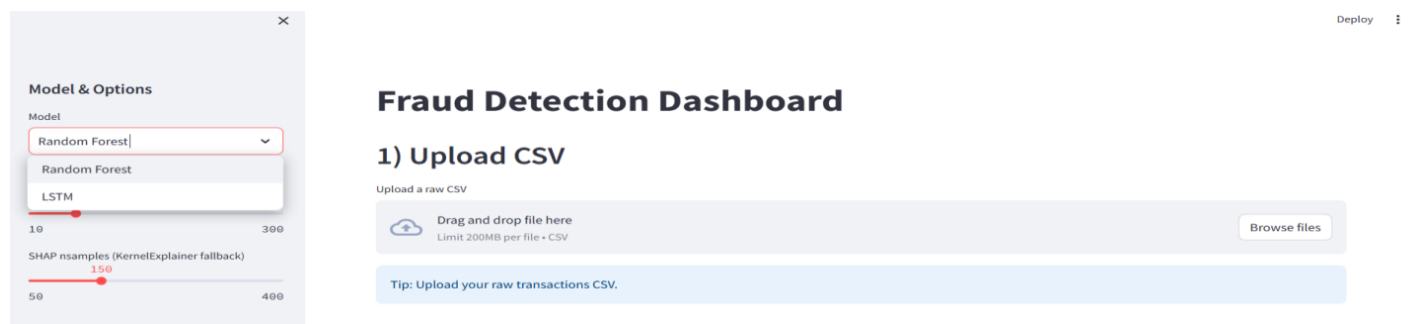 Deploy
Model & Options
Model
Random Forest
Random Forest
LSTM
10 300
SHAP nsamples (KernelExplainer fallback)
150
50 400
Fraud Detection Dashboard
1) Upload CSV
Upload a raw CSV
Drag and drop file here
Limit 200MB per file • CSV
Browse files
Tip: Upload your raw transactions CSV.